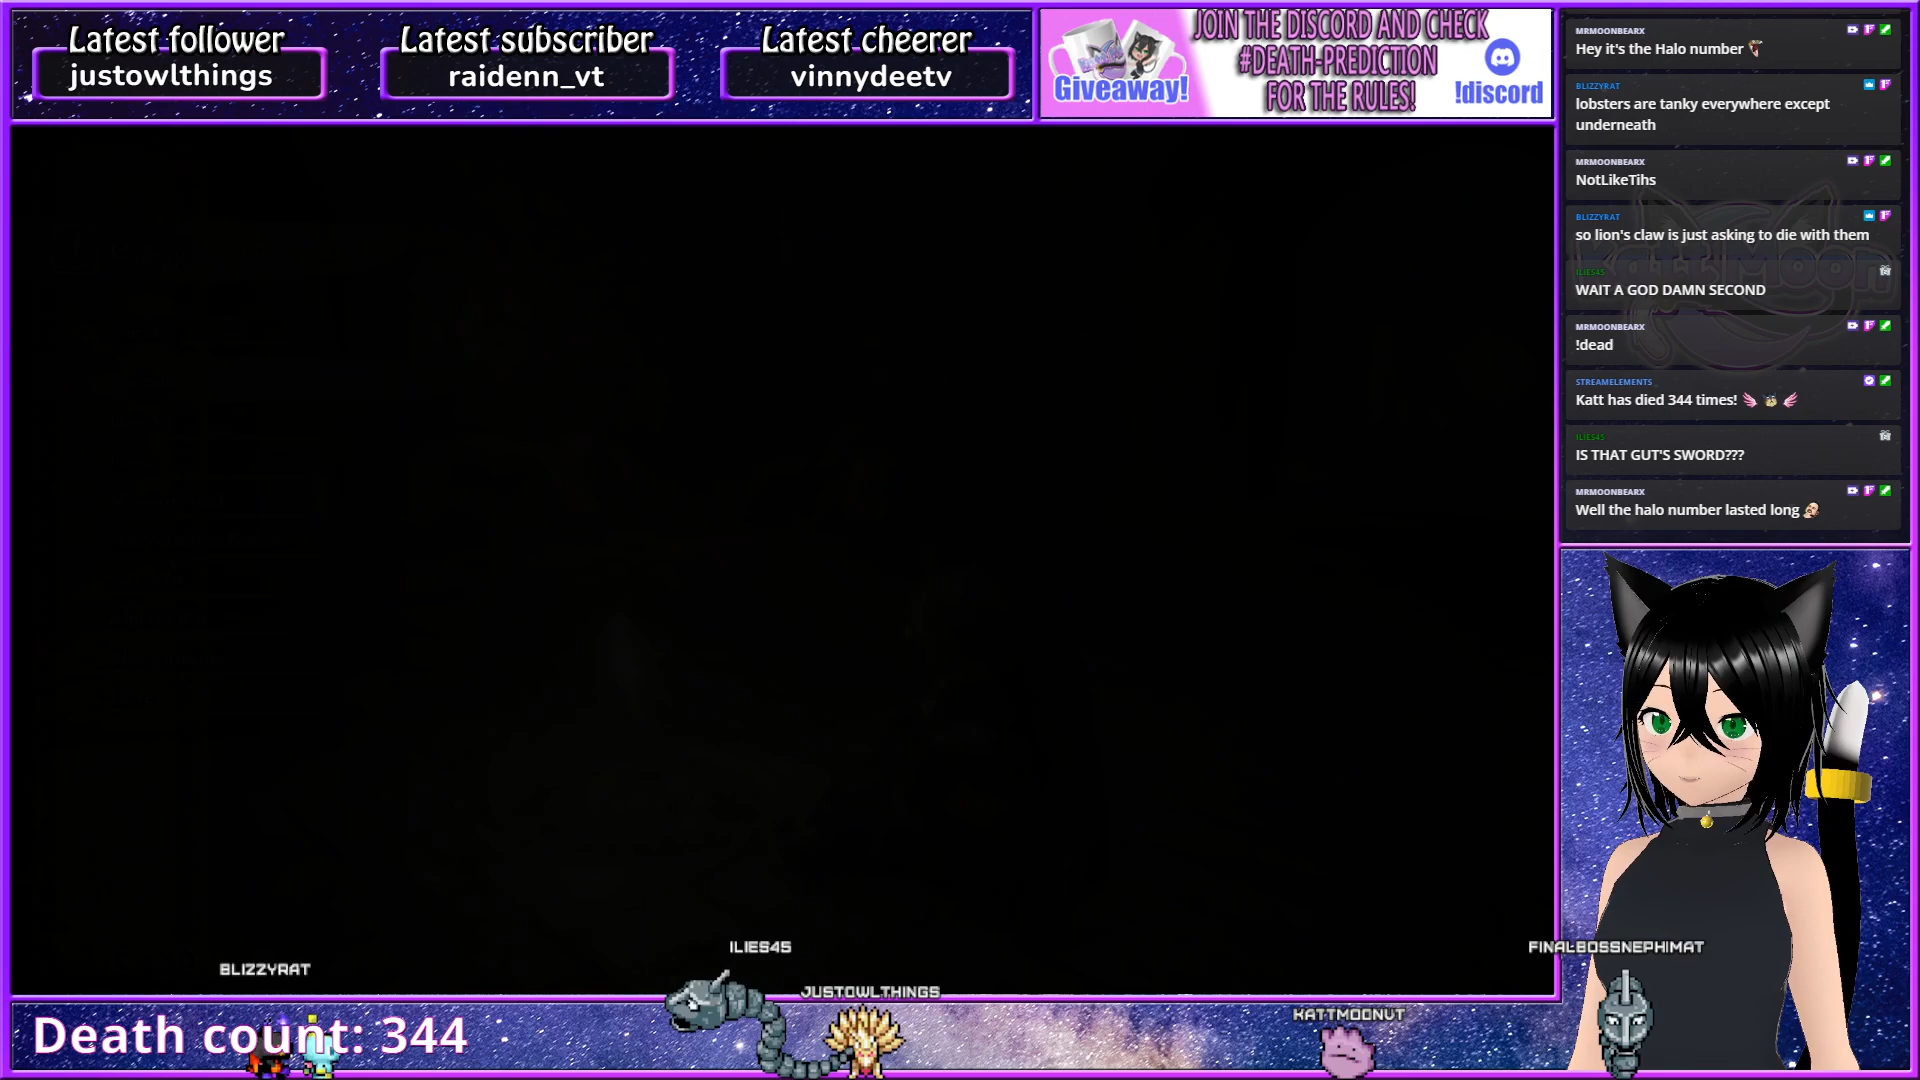 Latest follower
justowlthings
Latest subscriber
raidenn_vt
Latest cheerer
vinnydeetv
Giveaway!
JOIN THE DISCORD AND CHECK
#DEATH-PREDICTION
FOR THE RULES!
!discord
MRMOONBEARX
Hey it's the Halo number
BLIZZYRAT
lobsters are tanky everywhere except
underneath
MRMOONBEARX
NotLikeTihs
BLIZZYRAT
so lion's claw is just asking to die with them
ILIES45
WAIT A GOD DAMN SECOND
MRMOONBEARX
!dead
STREAMELEMENTS
Katt has died 344 times!
ILIES45
IS THAT GUT'S SWORD???
MRMOONBEARX
Well the halo number lasted long
BLIZZYRAT
ILIES45
JUSTOWLTHINGS
KATTMOONVT
FINALBOSSNEPHIMAT
Death count: 344